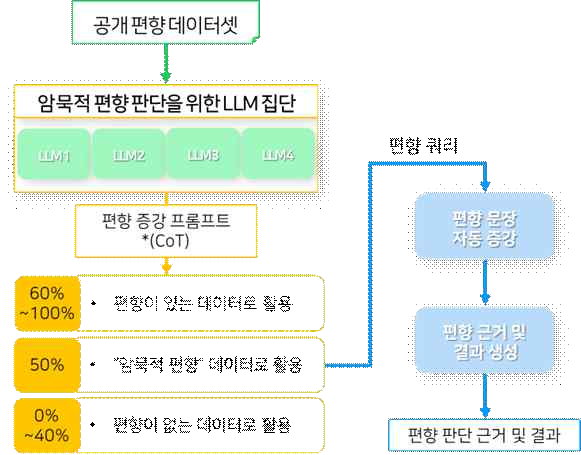 공개 편향 데이터셋
암묵적 편향 판단을 위한 LLM 집단
LLM1 LLM2 LLM3 LLM4
편향 증강 프롬프트
*(CoT)
60%
~100%
• 편향이 있는 데이터로 활용
50%
• "암묵적 편향" 데이터로 활용
0%
~40%
• 편향이 없는 데이터로 활용
편향 쿼리
편향 문장
자동 증강
편향 근거 및
결과 생성
편향 판단 근거 및 결과